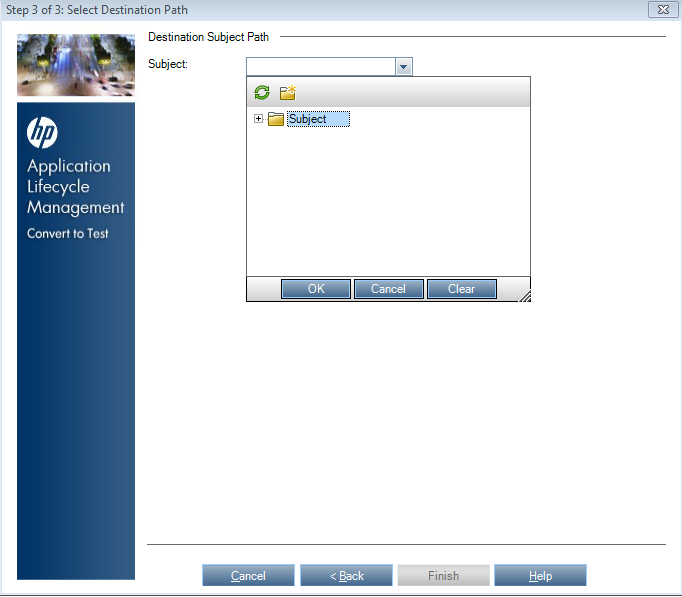 Step 3 of 3: Select Destination Path
Destination Subject Path
Subject:
Subject
OK
Cancel
Clear
hp
Application
Lifecycle
Management
Convert to Test
Cancel
< Back
Finish
Help